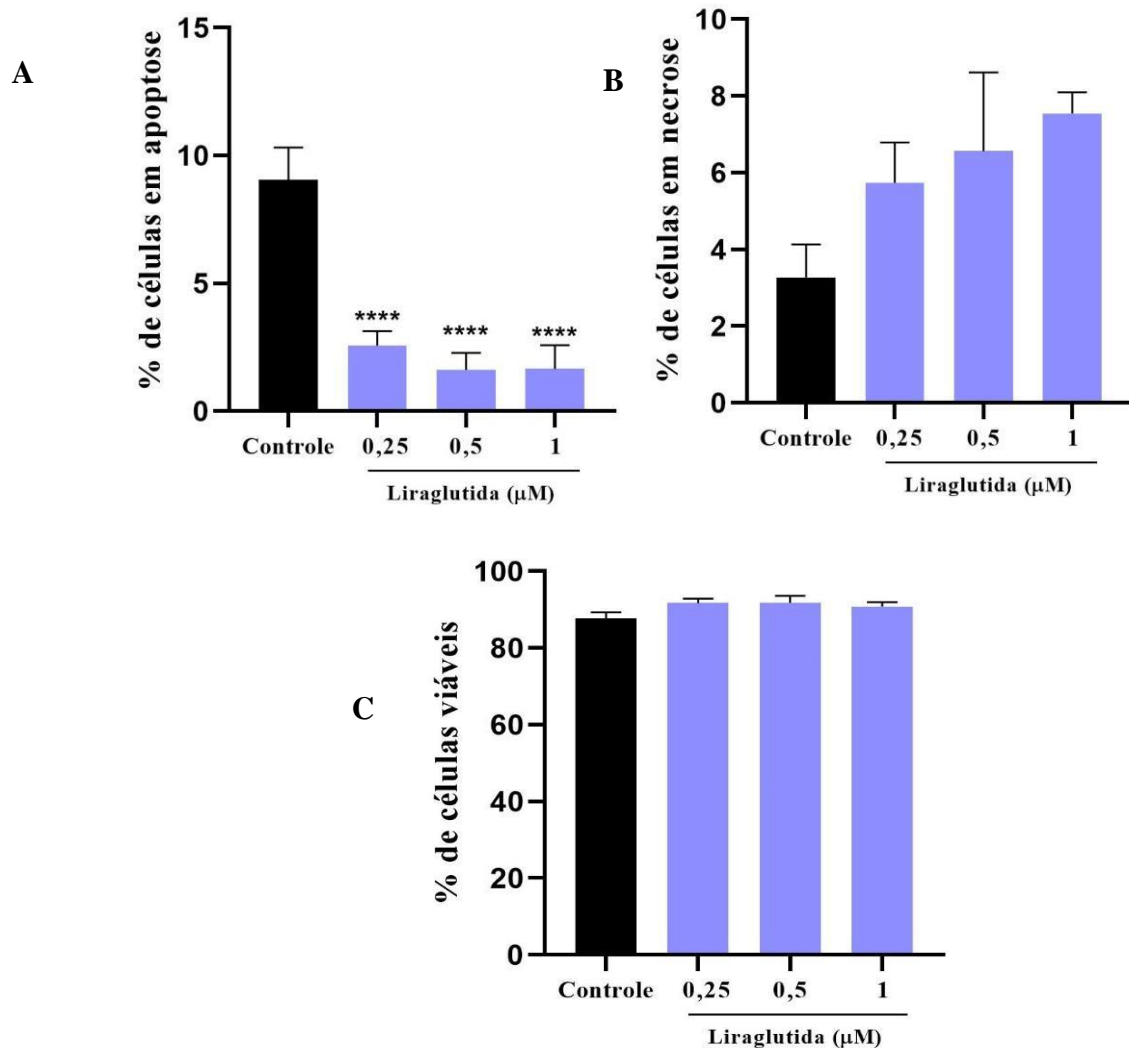 A
% de células em apoptose
15
10
5
0
**** **** ****
Controle 0,25 0,5 1
Liraglutida (μM)
B
% de células em necrose
10
8
6
4
2
0
Controle 0,25 0,5 1
Liraglutida (μM)
C
% de células viáveis
100
80
60
40
20
0
Controle 0,25 0,5 1
Liraglutida (μM)